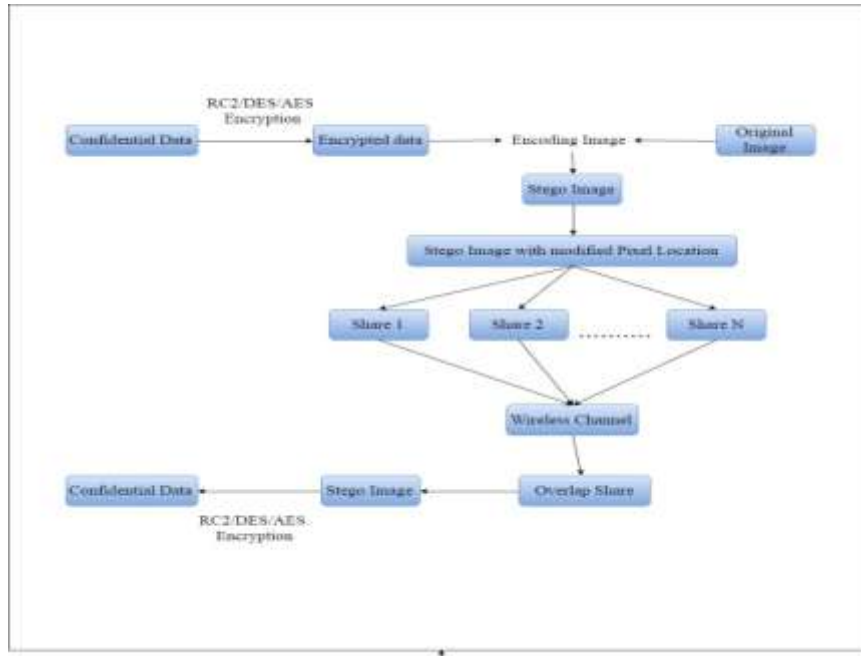 RC2/DES/AES
Encryption
Confidential Data
Encrypted data
Encoding Image
Original
Image
Stego Image
Stego Image with modified Pixel Location
Share 1
Share 2
Share N
Wireless Channel
Confidential Data
Stego Image
Overlap Share
RC2/DES/AES
Encryption